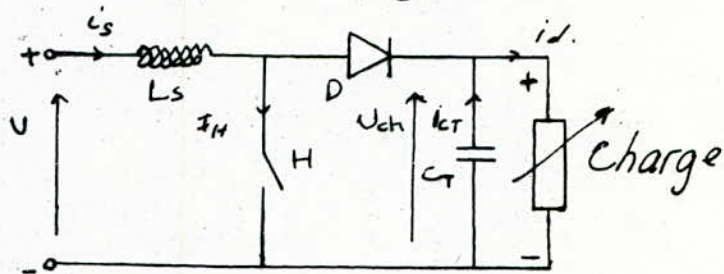 is
id.
+
+
Ls
D
IH
H
U
Uch
iCT
CT
Charge
-
-